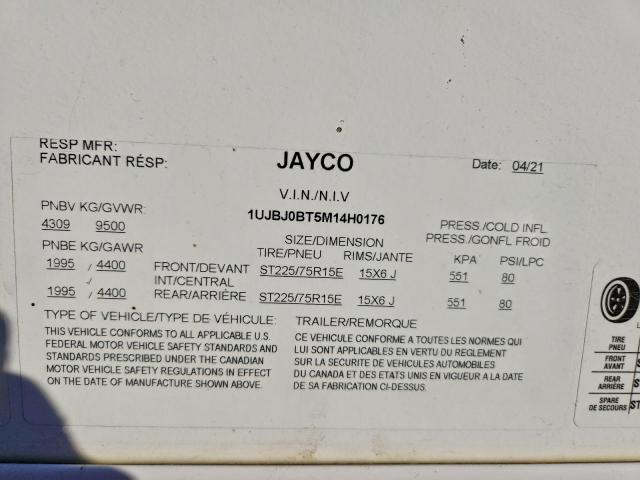 RESP MFR:
FABRICANT RÉSP:
JAYCO
Date: 04/21
V.I.N./N.I.V
1UJBJ0BT5M14H0176
PNBV KG/GVWR:
4309 9500
SIZE/DIMENSION PRESS./COLD INFL
PNBE KG/GAWR TIRE/PNEU RIMS/JANTE PRESS./GONFL FROID
KPA PSI/LPC
1995 / 4400 FRONT/DEVANT ST225/75R15E 15X6 J 551 80
/ INT/CENTRAL
1995 / 4400 REAR/ARRIÈRE ST225/75R15E 15X6 J 551 80
TYPE OF VEHICLE/TYPE DE VÉHICULE: TRAILER/REMORQUE
THIS VEHICLE CONFORMS TO ALL APPLICABLE U.S.
FEDERAL MOTOR VEHICLE SAFETY STANDARDS AND
STANDARDS PRESCRIBED UNDER THE CANADIAN
MOTOR VEHICLE SAFETY REGULATIONS IN EFFECT
ON THE DATE OF MANUFACTURE SHOWN ABOVE.
CE VÉHICULE CONFORME A TOUTES LES NORMES QUI
LUI SONT APPLICABLES EN VERTU DU REGLEMENT
SUR LA SECURITE DE VEHICULES AUTOMOBILES
DU CANADA ET DES ETATS UNIS EN VIGUEUR A LA DATE
DE SA FABRICATION CI-DESSUS.
TIRE
PNEU
FRONT
AVANT
REAR
ARRIÈRE
SPARE
DE SECOURS ST